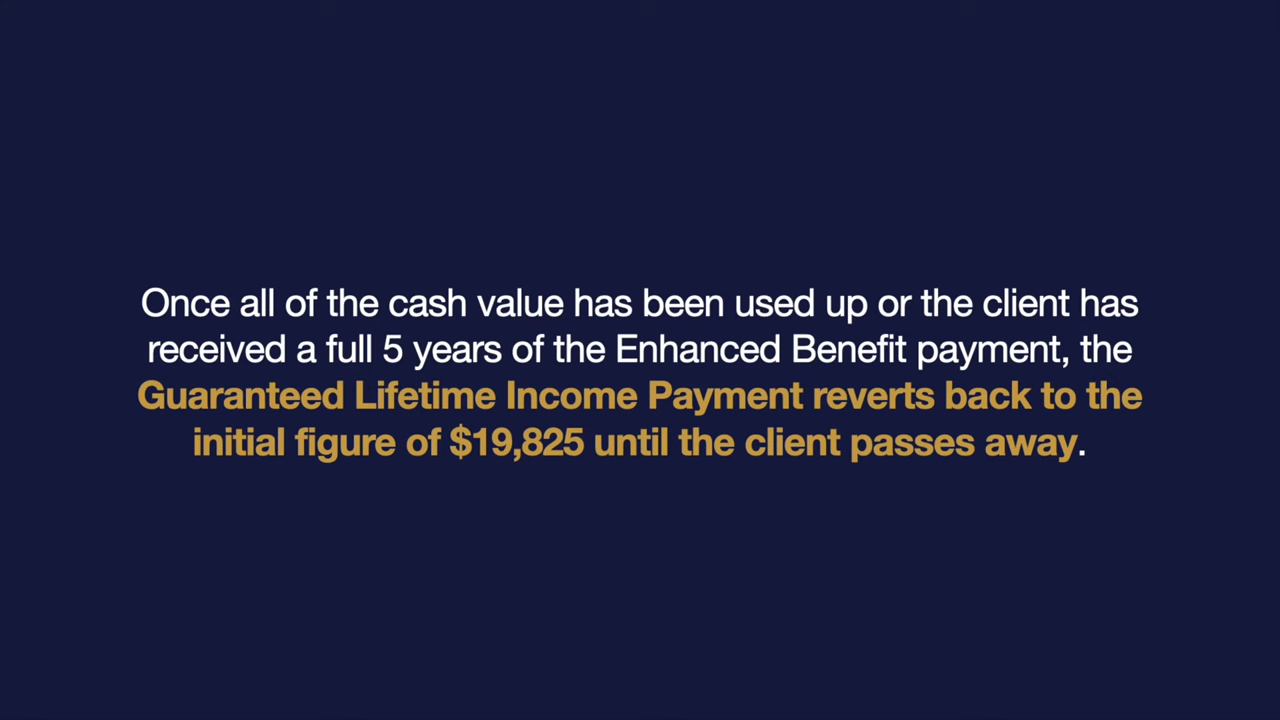 Once all of the cash value has been used up or the client has
received a full 5 years of the Enhanced Benefit payment, the
Guaranteed Lifetime Income Payment reverts back to the
initial figure of $19,825 until the client passes away.